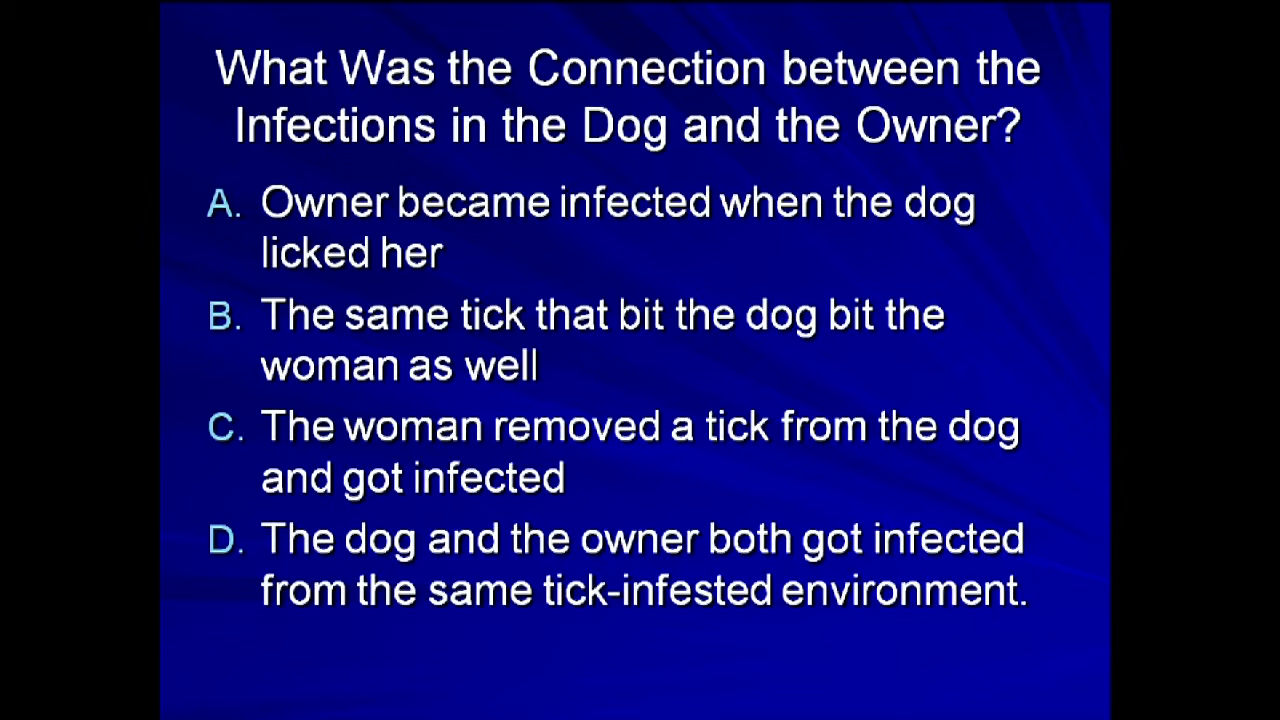 What Was the Connection between the
Infections in the Dog and the Owner?
A. Owner became infected when the dog
licked her
B. The same tick that bit the dog bit the
woman as well
C. The woman removed a tick from the dog
and got infected
D. The dog and the owner both got infected
from the same tick-infested environment.